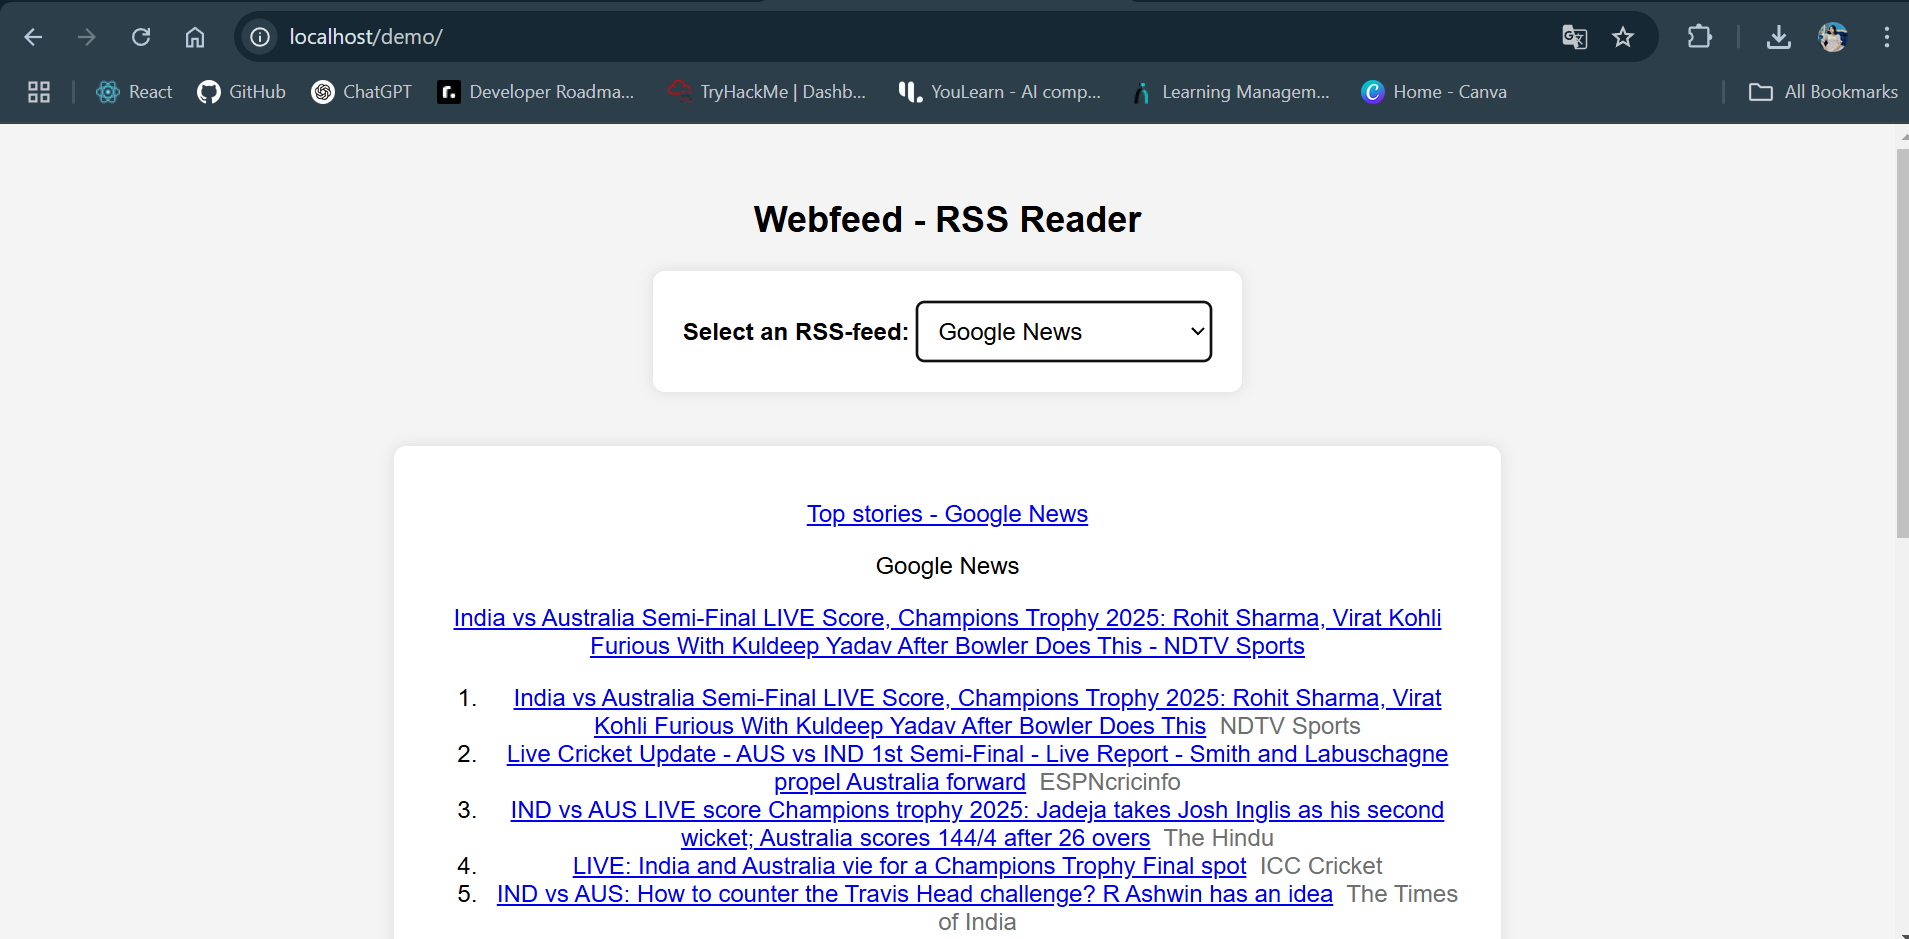 localhost/demo/
React GitHub ChatGPT Developer Roadma... TryHackMe | Dashb... YouLearn - AI comp... Learning Managem... Home - Canva All Bookmarks
Webfeed - RSS Reader
Select an RSS-feed: Google News
Top stories - Google News
Google News
India vs Australia Semi-Final LIVE Score, Champions Trophy 2025: Rohit Sharma, Virat Kohli
Furious With Kuldeep Yadav After Bowler Does This - NDTV Sports
1. India vs Australia Semi-Final LIVE Score, Champions Trophy 2025: Rohit Sharma, Virat
Kohli Furious With Kuldeep Yadav After Bowler Does This NDTV Sports
2. Live Cricket Update - AUS vs IND 1st Semi-Final - Live Report - Smith and Labuschagne
propel Australia forward ESPNcricinfo
3. IND vs AUS LIVE score Champions trophy 2025: Jadeja takes Josh Inglis as his second
wicket; Australia scores 144/4 after 26 overs The Hindu
4. LIVE: India and Australia vie for a Champions Trophy Final spot ICC Cricket
5. IND vs AUS: How to counter the Travis Head challenge? R Ashwin has an idea The Times
of India